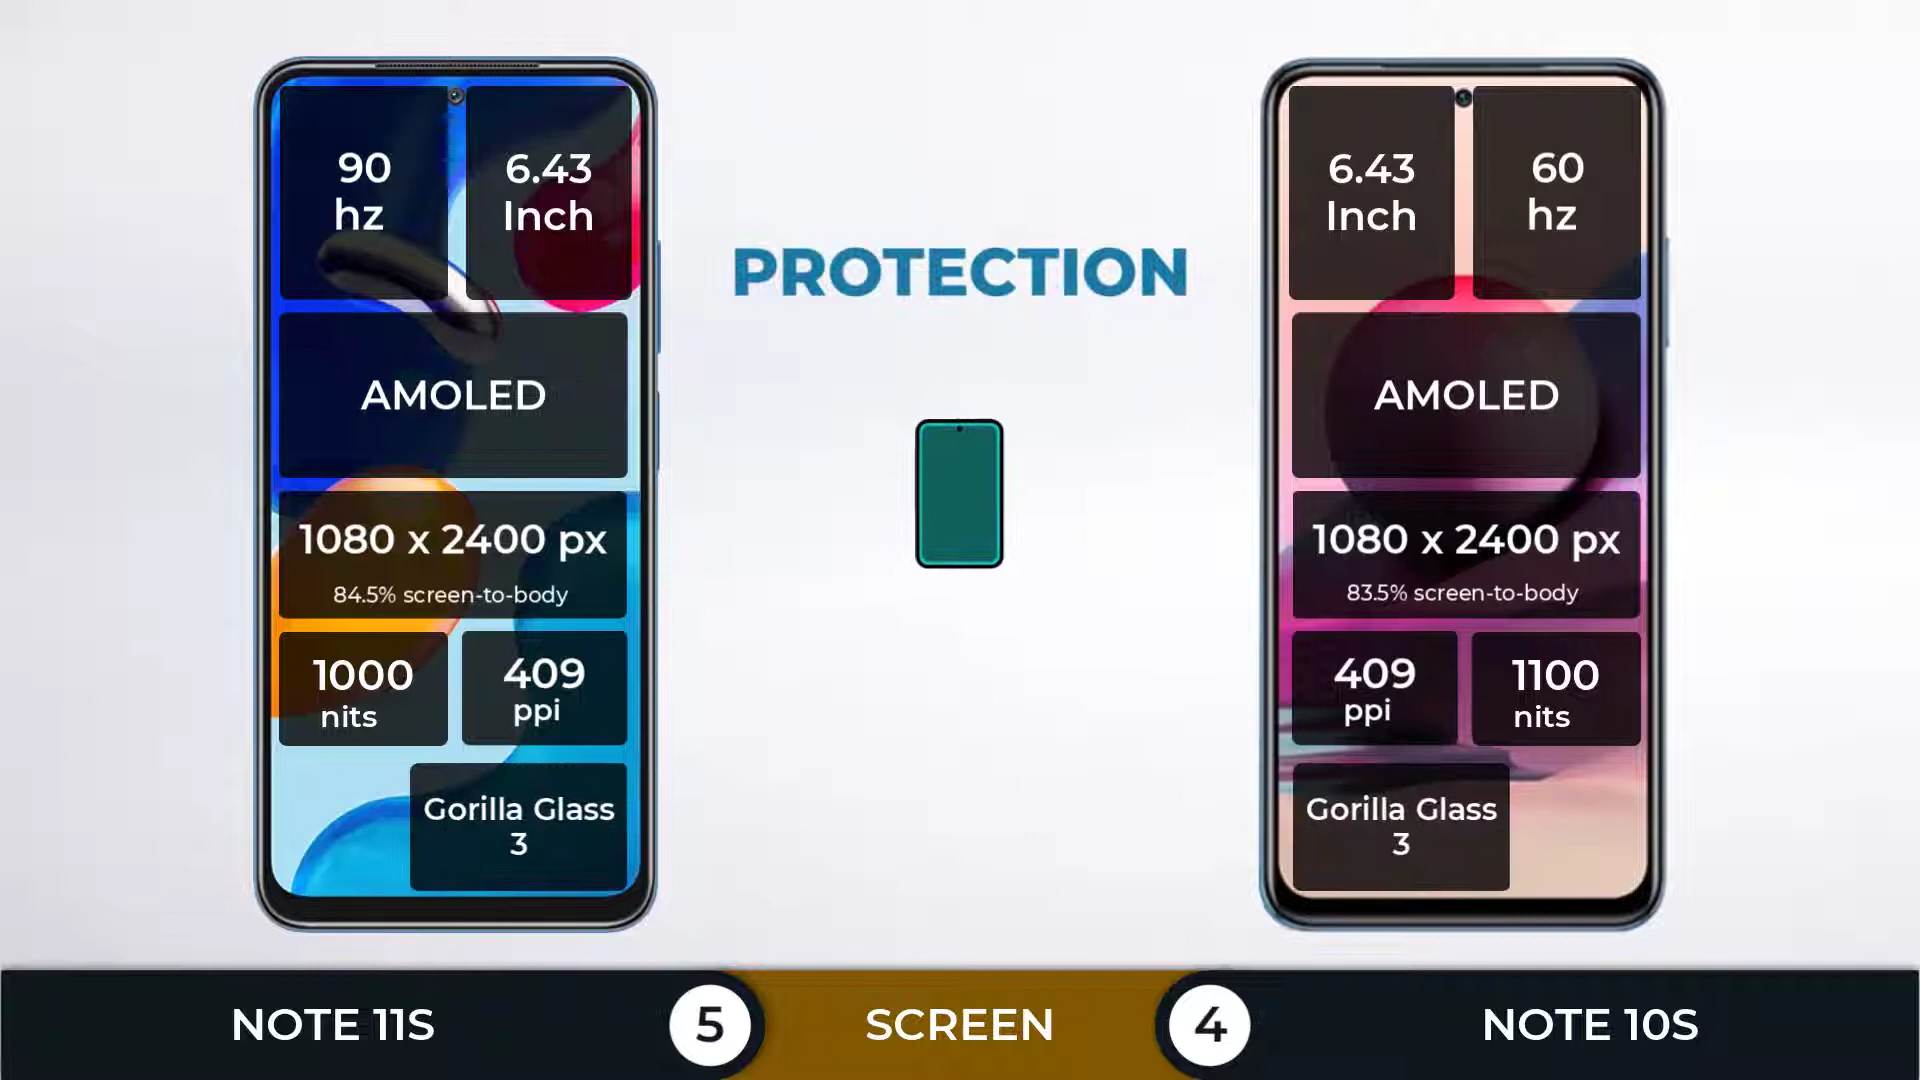 90
hz
6.43
Inch
AMOLED
1080 x 2400 px
84.5% screen-to-body
1000
nits
409
ppi
Gorilla Glass
3
PROTECTION
6.43
Inch
60
hz
AMOLED
1080 x 2400 px
83.5% screen-to-body
409
ppi
1100
nits
Gorilla Glass
3
NOTE 11S
5
SCREEN
4
NOTE 10S